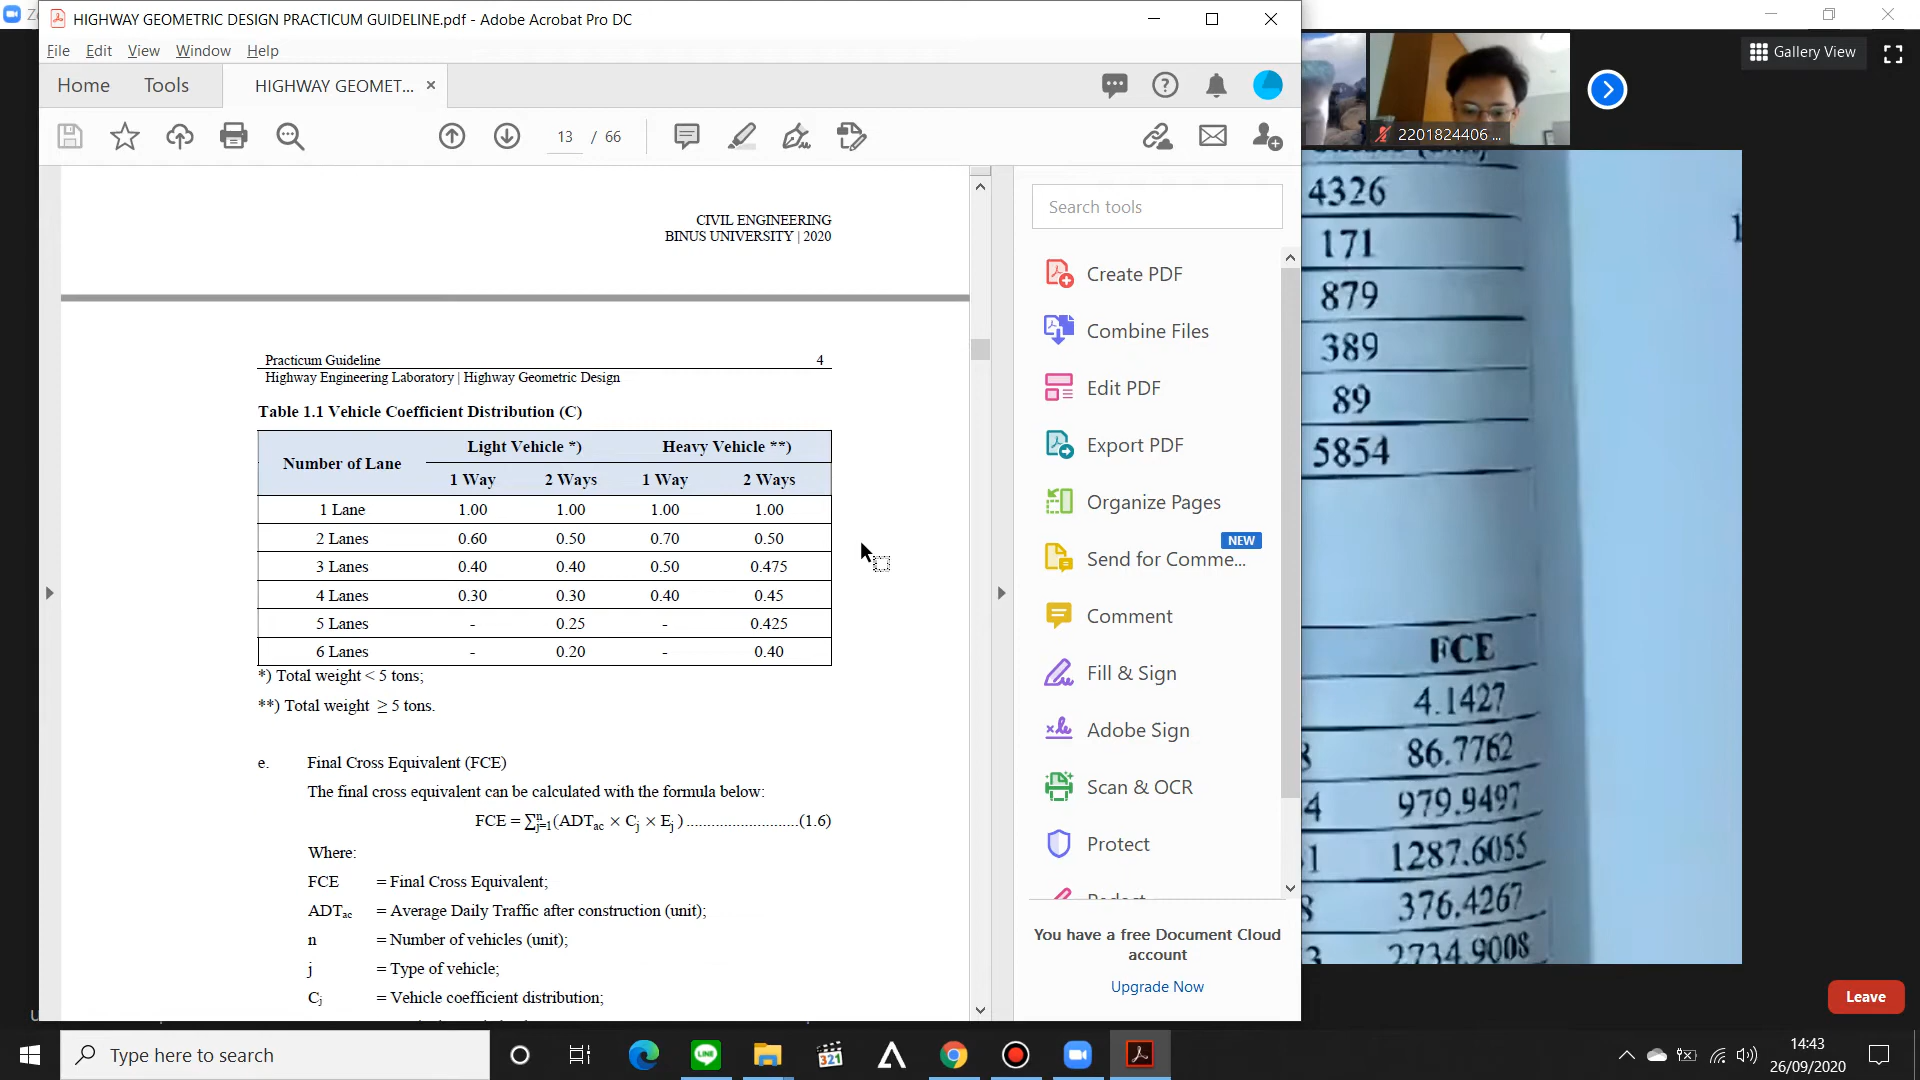 HIGHWAY GEOMETRIC DESIGN PRACTICUM GUIDELINE.pdf - Adobe Acrobat Pro DC
File Edit View Window Help
Home Tools HIGHWAY GEOMET...
13 / 66
Gallery View
2201824406 ...
CIVIL ENGINEERING
BINUS UNIVERSITY | 2020
Practicum Guideline 4
Highway Engineering Laboratory | Highway Geometric Design
Table 1.1 Vehicle Coefficient Distribution (C)
Number of Lane Light Vehicle *) Heavy Vehicle **)
1 Way 2 Ways 1 Way 2 Ways
1 Lane 1.00 1.00 1.00 1.00
2 Lanes 0.60 0.50 0.70 0.50
3 Lanes 0.40 0.40 0.50 0.475
4 Lanes 0.30 0.30 0.40 0.45
5 Lanes - 0.25 - 0.425
6 Lanes - 0.20 - 0.40
*) Total weight < 5 tons;
**) Total weight ≥ 5 tons.
e. Final Cross Equivalent (FCE)
The final cross equivalent can be calculated with the formula below:
FCE = ∑ⁿj=1(ADTac × Cj × Ej) ...........................(1.6)
Where:
FCE = Final Cross Equivalent;
ADTac = Average Daily Traffic after construction (unit);
n = Number of vehicles (unit);
j = Type of vehicle;
Cj = Vehicle coefficient distribution;
Search tools
Create PDF
Combine Files
Edit PDF
Export PDF
Organize Pages
NEW
Send for Comme...
Comment
Fill & Sign
Adobe Sign
Scan & OCR
Protect
Redact
You have a free Document Cloud
account
Upgrade Now
4326
171
879
389
89
5854
FCE
4.1427
86.7762
979.9497
1287.6055
376.4267
2734.9008
Leave
Type here to search
321
14:43
26/09/2020